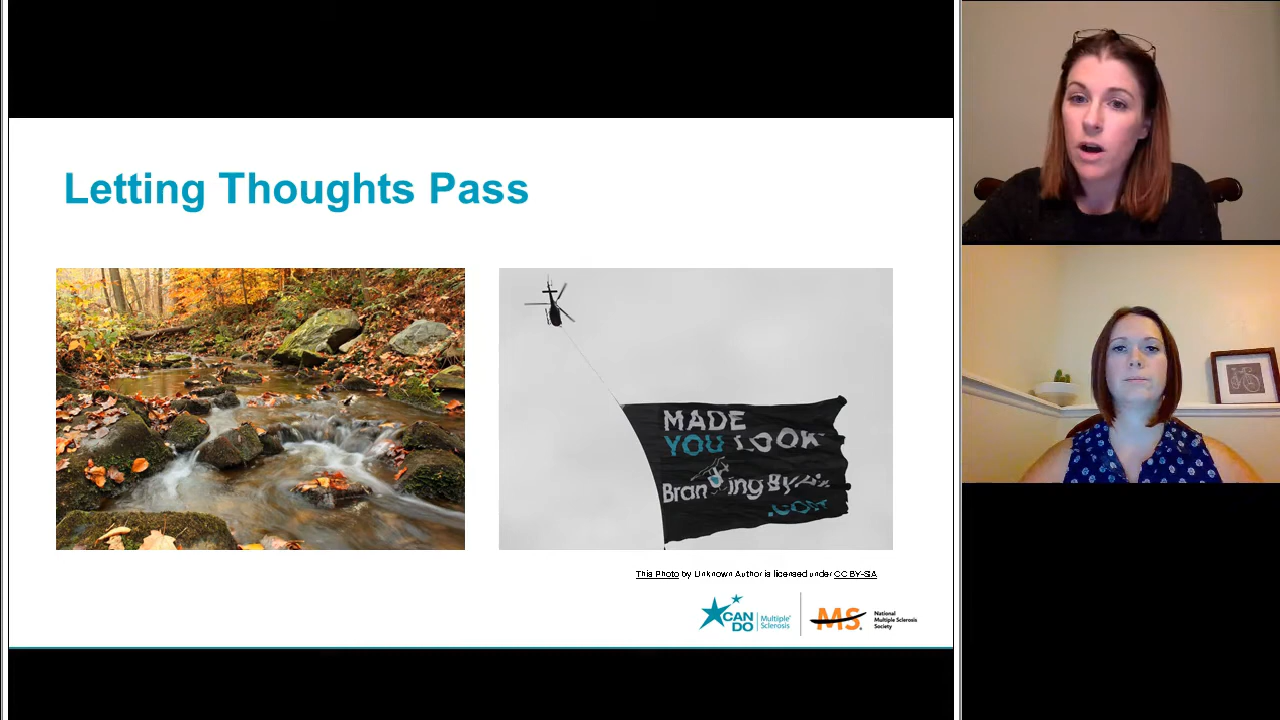 Letting Thoughts Pass
MADE
YOU LOOK
.COM
This Photo by Unknown Author is licensed under CC BY-SA
CAN
DO
Multiple
Sclerosis
MS
National
Multiple Sclerosis
Society